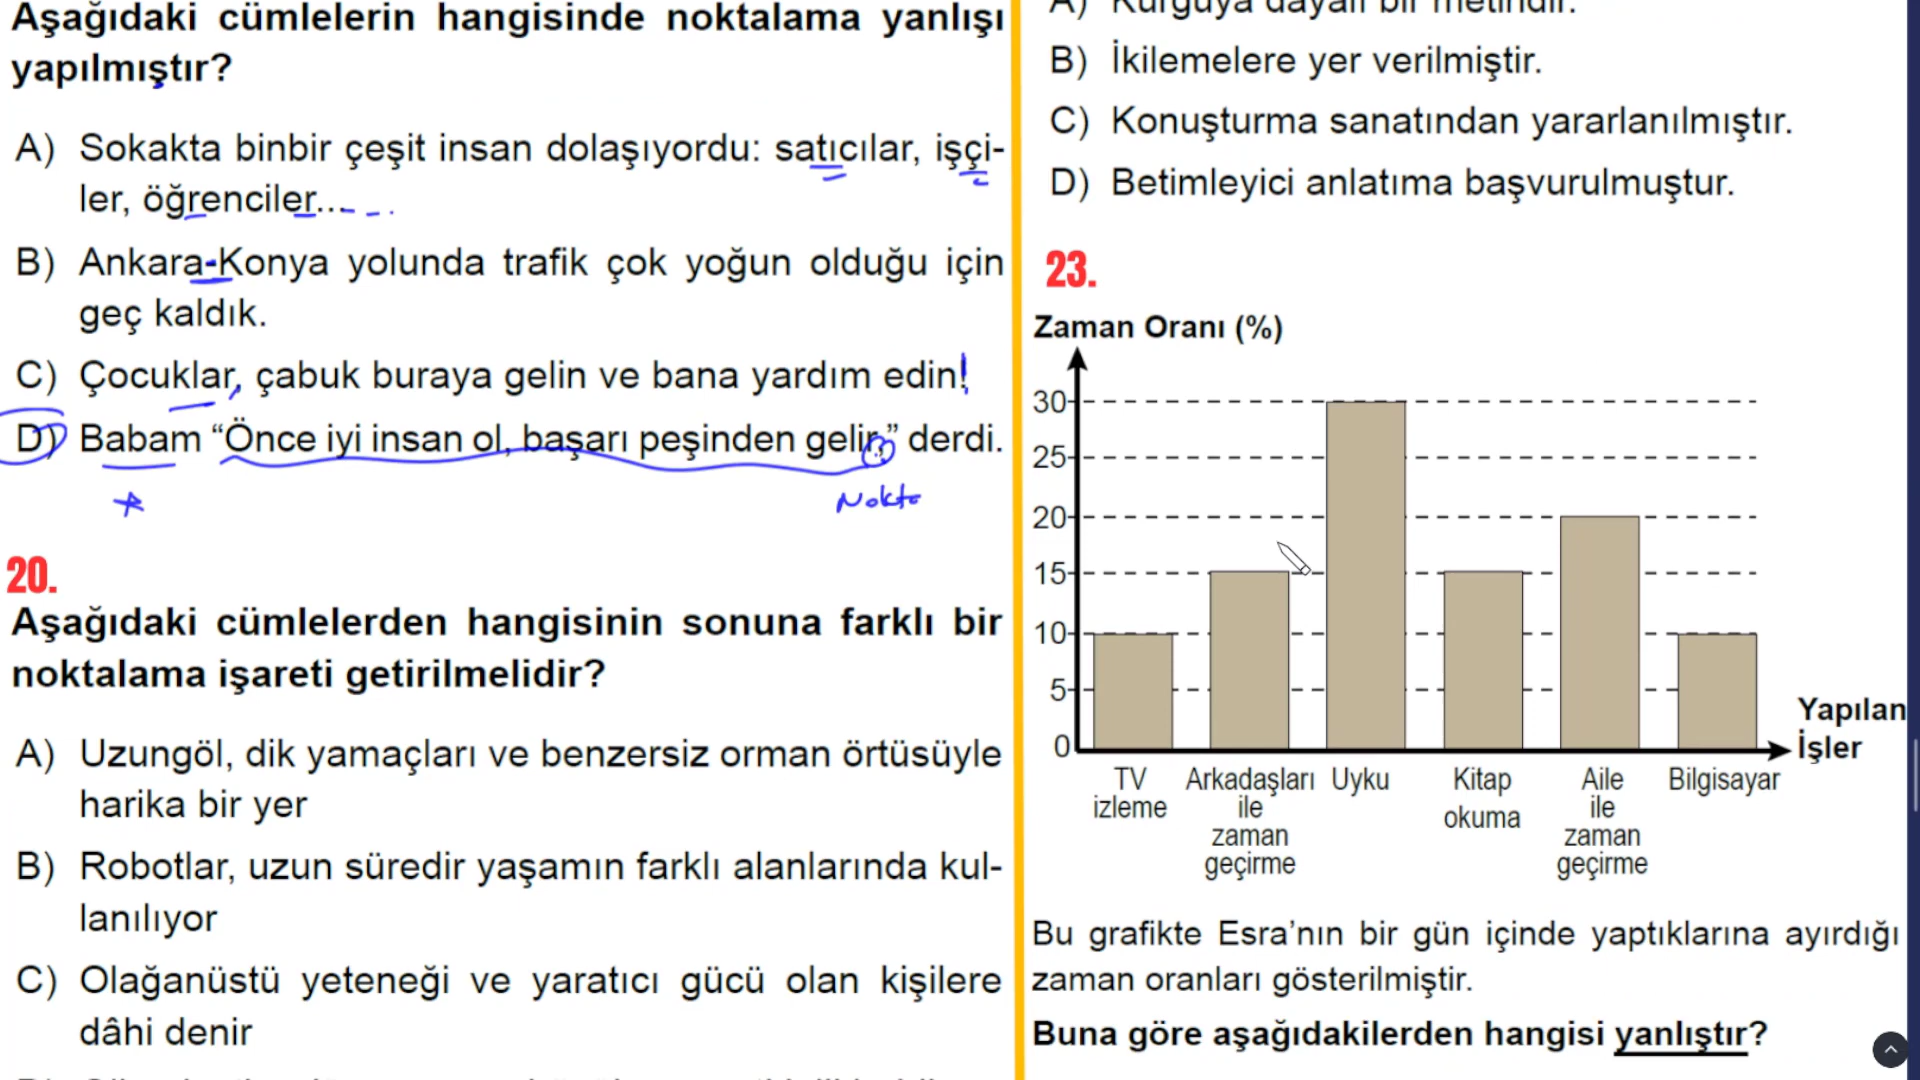 Aşağıdaki cümlelerin hangisinde noktalama yanlışı
yapılmıştır?
A) Sokakta binbir çeşit insan dolaşıyordu: satıcılar, işçi-
ler, öğrenciler...
B) Ankara-Konya yolunda trafik çok yoğun olduğu için
geç kaldık.
C) Çocuklar, çabuk buraya gelin ve bana yardım edin!
D) Babam “Önce iyi insan ol, başarı peşinden gelir.” derdi.
Nokta
20.
Aşağıdaki cümlelerden hangisinin sonuna farklı bir
noktalama işareti getirilmelidir?
A) Uzungöl, dik yamaçları ve benzersiz orman örtüsüyle
harika bir yer
B) Robotlar, uzun süredir yaşamın farklı alanlarında kul-
lanılıyor
C) Olağanüstü yeteneği ve yaratıcı gücü olan kişilere
dâhi denir
A) Kurguya dayalı bir metindir.
B) İkilemelere yer verilmiştir.
C) Konuşturma sanatından yararlanılmıştır.
D) Betimleyici anlatıma başvurulmuştur.
23.
Zaman Oranı (%)
30
25
20
15
10
5
0
Yapılan
İşler
TV
izleme
Arkadaşları
ile
zaman
geçirme
Uyku
Kitap
okuma
Aile
ile
zaman
geçirme
Bilgisayar
Bu grafikte Esra’nın bir gün içinde yaptıklarına ayırdığı
zaman oranları gösterilmiştir.
Buna göre aşağıdakilerden hangisi yanlıştır?